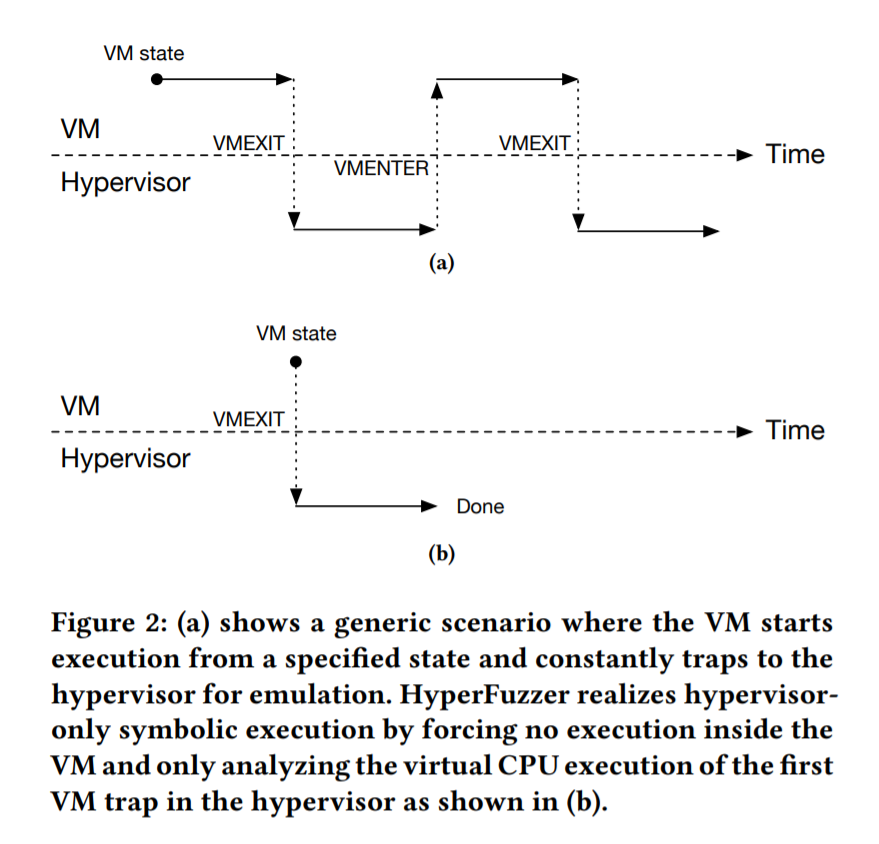 VM state
VM
VMEXIT
VMEXIT
Time
VMENTER
Hypervisor
(a)
VM state
VM
VMEXIT
Time
Hypervisor
Done
(b)
Figure 2: (a) shows a generic scenario where the VM starts
execution from a specified state and constantly traps to the
hypervisor for emulation. HyperFuzzer realizes hypervisor-
only symbolic execution by forcing no execution inside the
VM and only analyzing the virtual CPU execution of the first
VM trap in the hypervisor as shown in (b).